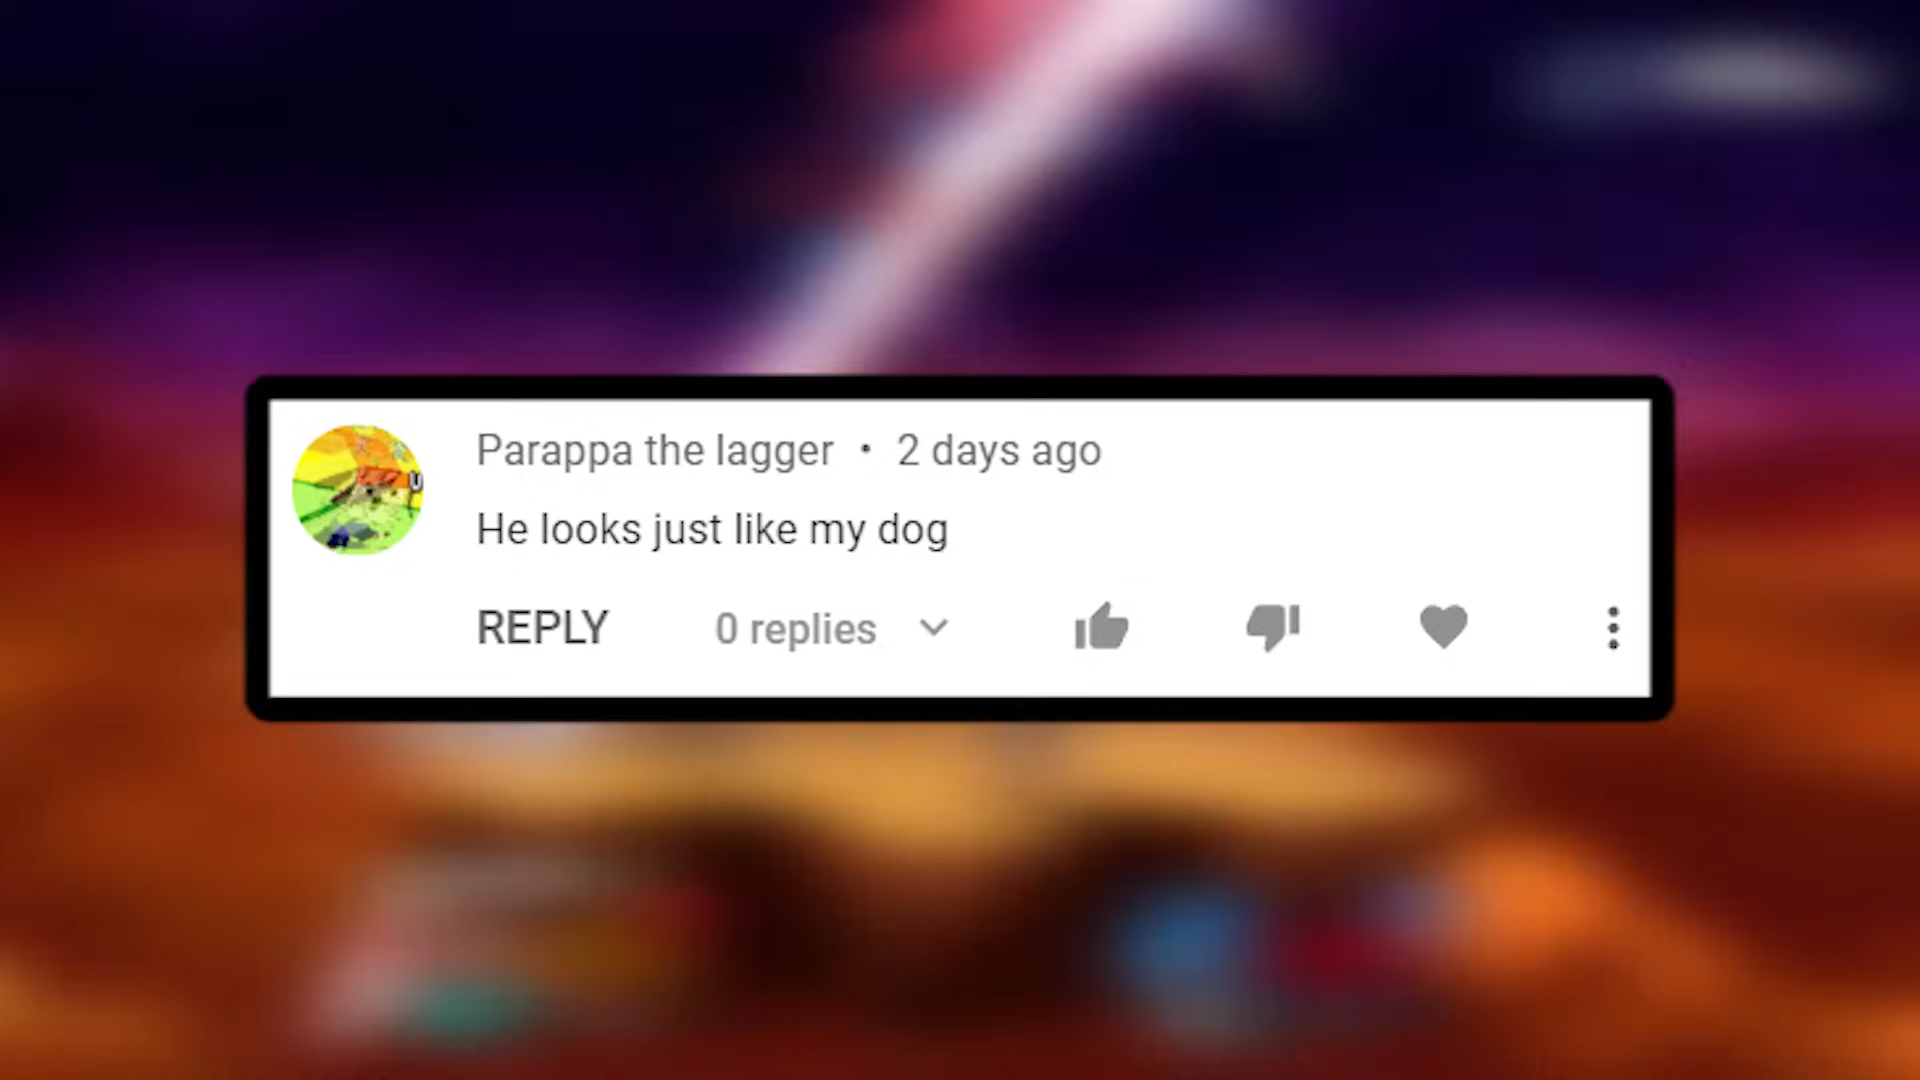 Parappa the lagger • 2 days ago
He looks just like my dog
REPLY 0 replies